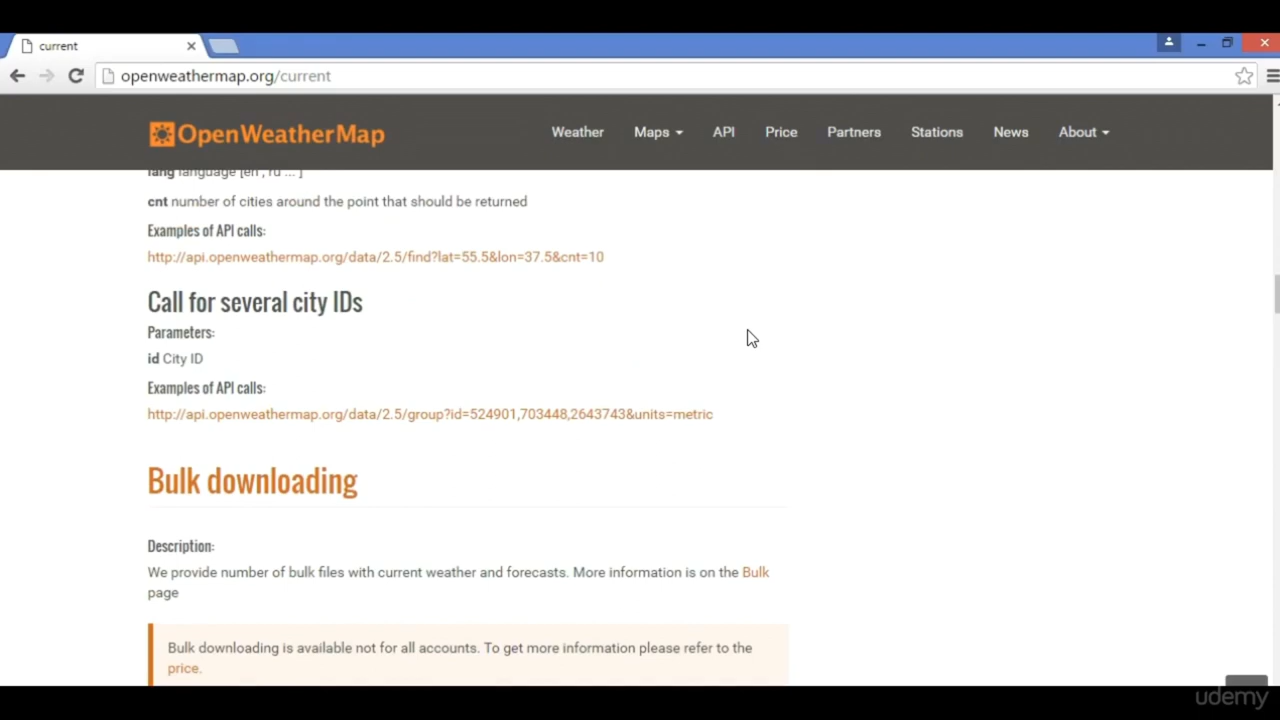 current
openweathermap.org/current
OpenWeatherMap
Weather Maps API Price Partners Stations News About
lang language [en , ru ... ]
cnt number of cities around the point that should be returned
Examples of API calls:
http://api.openweathermap.org/data/2.5/find?lat=55.5&lon=37.5&cnt=10
Call for several city IDs
Parameters:
id City ID
Examples of API calls:
http://api.openweathermap.org/data/2.5/group?id=524901,703448,2643743&units=metric
Bulk downloading
Description:
We provide number of bulk files with current weather and forecasts. More information is on the Bulk
page
Bulk downloading is available not for all accounts. To get more information please refer to the
price.
udemy